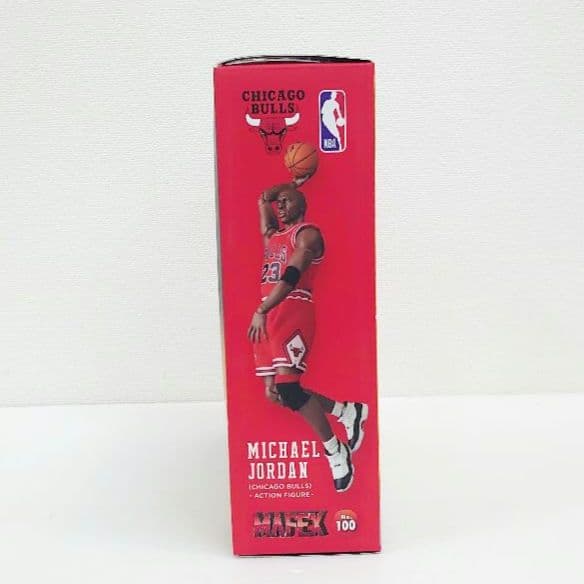 CHICAGO
BULLS
NBA
23
MICHAEL
JORDAN
(CHICAGO BULLS)
- ACTION FIGURE -
MAFEX
No.
100